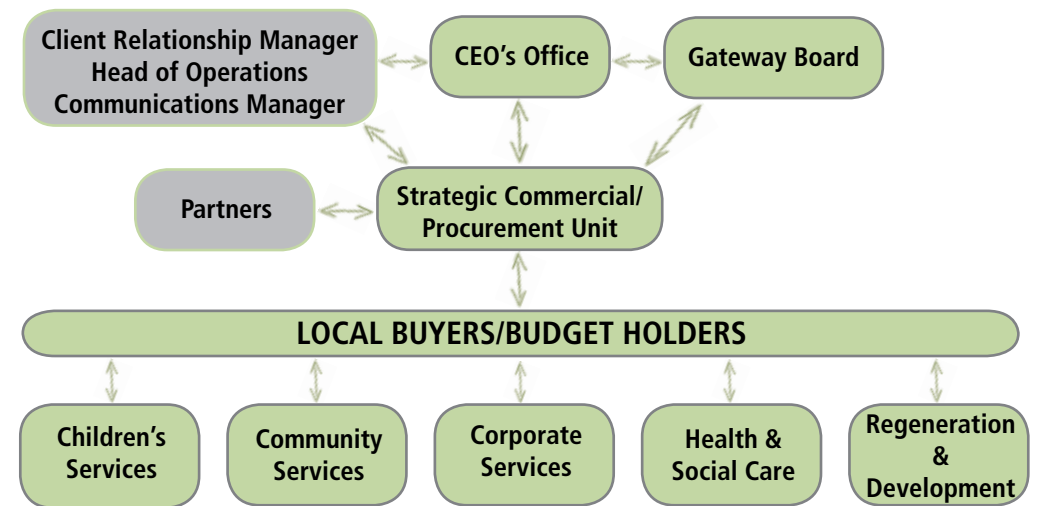 Client Relationship Manager
Head of Operations
Communications Manager
CEO's Office
Gateway Board
Partners
Strategic Commercial/
Procurement Unit
LOCAL BUYERS/BUDGET HOLDERS
Children's
Services
Community
Services
Corporate
Services
Health &
Social Care
Regeneration
&
Development